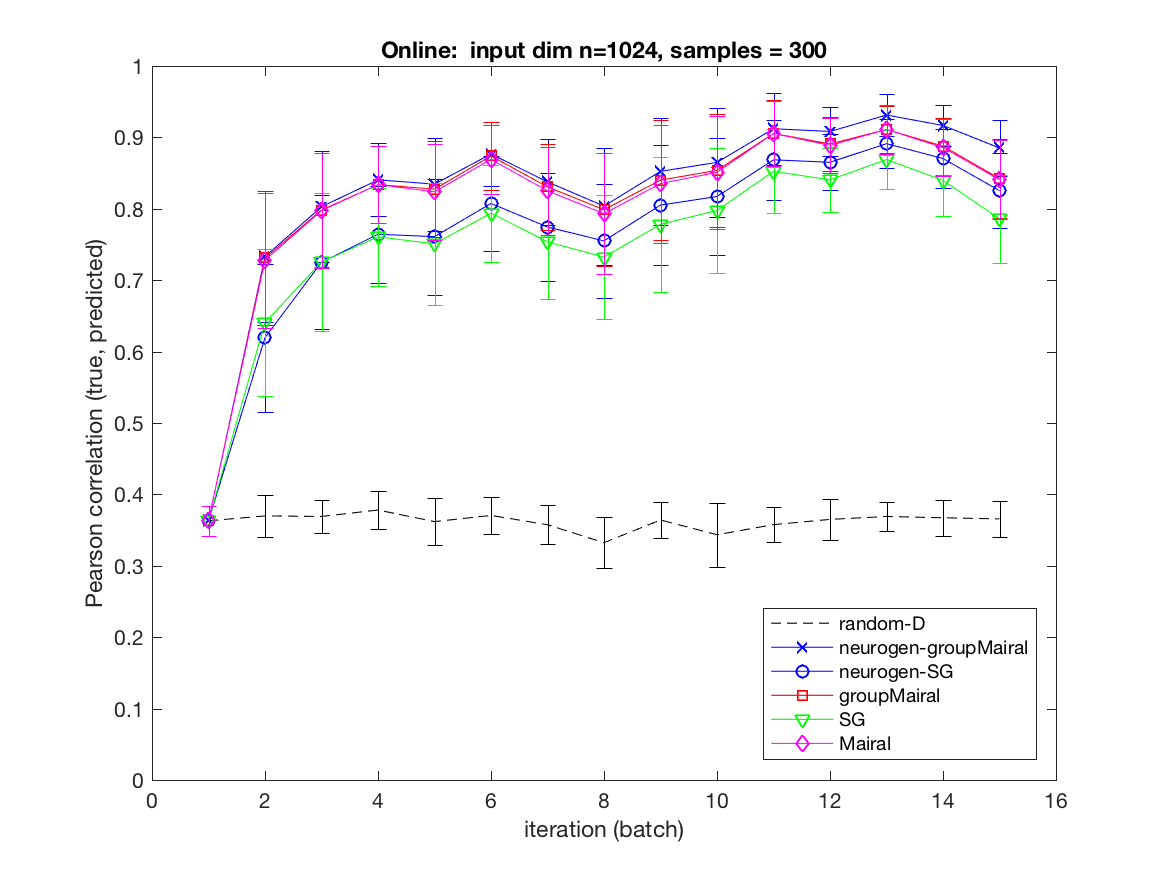 Online:  input dim n=1024, samples = 300
Pearson correlation (true, predicted)
1
0.9
0.8
0.7
0.6
0.5
0.4
0.3
0.2
0.1
0
random-D
neurogen-groupMairal
neurogen-SG
groupMairal
SG
Mairal
0 2 4 6 8 10 12 14 16
iteration (batch)